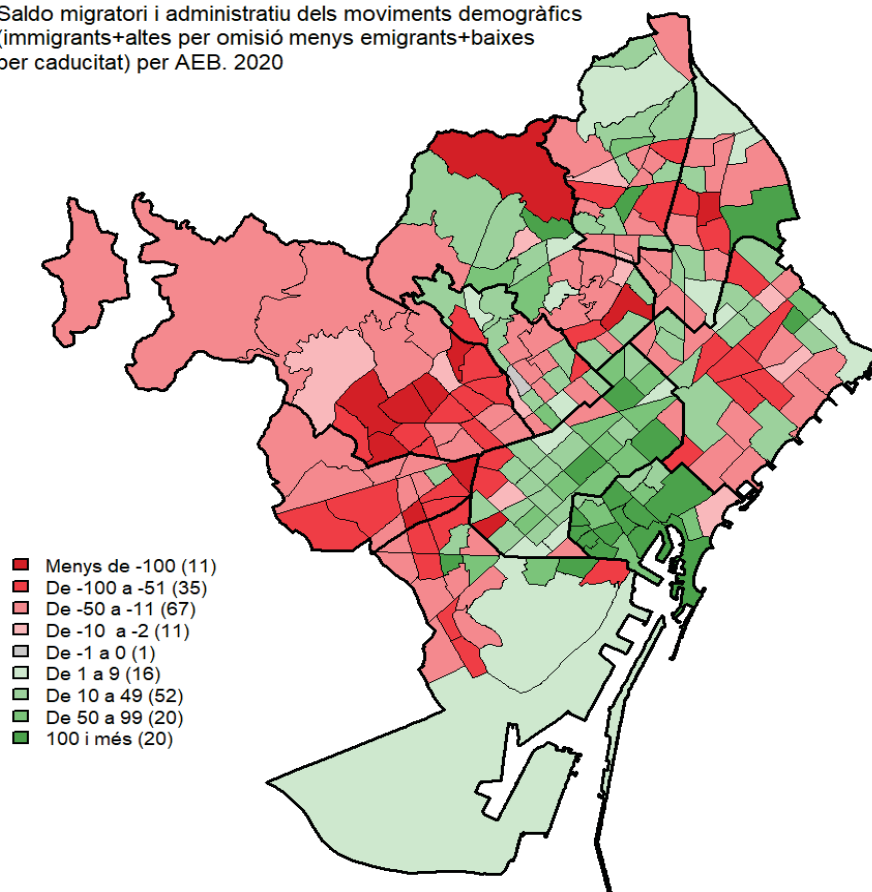 Saldo migratori i administratiu dels moviments demogràfics
(immigrants+altes per omisió menys emigrants+baixes
per caducitat) per AEB. 2020
Menys de -100 (11)
De -100 a -51 (35)
De -50 a -11 (67)
De -10 a -2 (11)
De -1 a 0 (1)
De 1 a 9 (16)
De 10 a 49 (52)
De 50 a 99 (20)
100 i més (20)